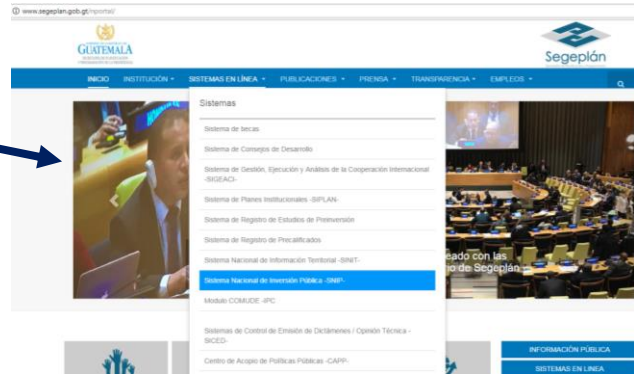 www.segeplan.gob.gt/nportal/
GUATEMALA
Segeplán
INICIO INSTITUCIÓN SISTEMAS EN LÍNEA PUBLICACIONES PRENSA TRANSPARENCIA EMPLEOS
Sistemas
Sistema de becas
Sistema de Consejos de Desarrollo
Sistema de Gestión, Ejecución y Análisis de la Cooperación Internacional
-SIGEACI-
Sistema de Planes Institucionales -SIPLAN-
Sistema de Registro de Estudios de Preinversión
Sistema de Registro de Precalificados
Sistema Nacional de Información Territorial -SINIT-
eado con las
Sistema Nacional de Inversión Pública -SNIP-
io de Segeplán
Modulo COMUDE -IPC
Sistemas de Control de Emisión de Dictámenes / Opinión Técnica -
SICED-
Centro de Acopio de Políticas Públicas -CAPP-
INFORMACIÓN PÚBLICA
SISTEMAS EN LINEA